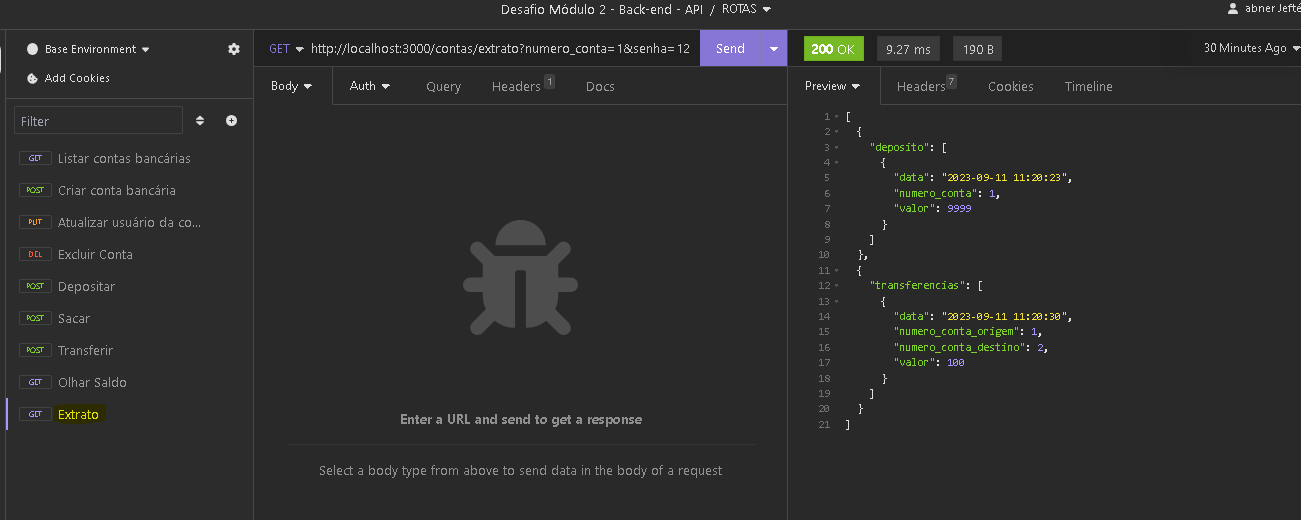 Desafio Módulo 2 - Back-end - API / ROTAS
abner Jefté
Base Environment
Add Cookies
Filter
GET Listar contas bancárias
POST Criar conta bancária
PUT Atualizar usuário da co...
DEL Excluir Conta
POST Depositar
POST Sacar
POST Transferir
GET Olhar Saldo
GET Extrato
GET http://localhost:3000/contas/extrato?numero_conta=1&senha=12 Send
Body Auth Query Headers 1 Docs
Enter a URL and send to get a response
Select a body type from above to send data in the body of a request
200 OK 9.27 ms 190 B 30 Minutes Ago
Preview Headers 7 Cookies Timeline
1 [
2 {
3 "deposito": [
4 {
5 "data": "2023-09-11 11:20:23",
6 "numero_conta": 1,
7 "valor": 9999
8 }
9 ]
10 },
11 {
12 "transferencias": [
13 {
14 "data": "2023-09-11 11:20:30",
15 "numero_conta_origem": 1,
16 "numero_conta_destino": 2,
17 "valor": 100
18 }
19 ]
20 }
21 ]